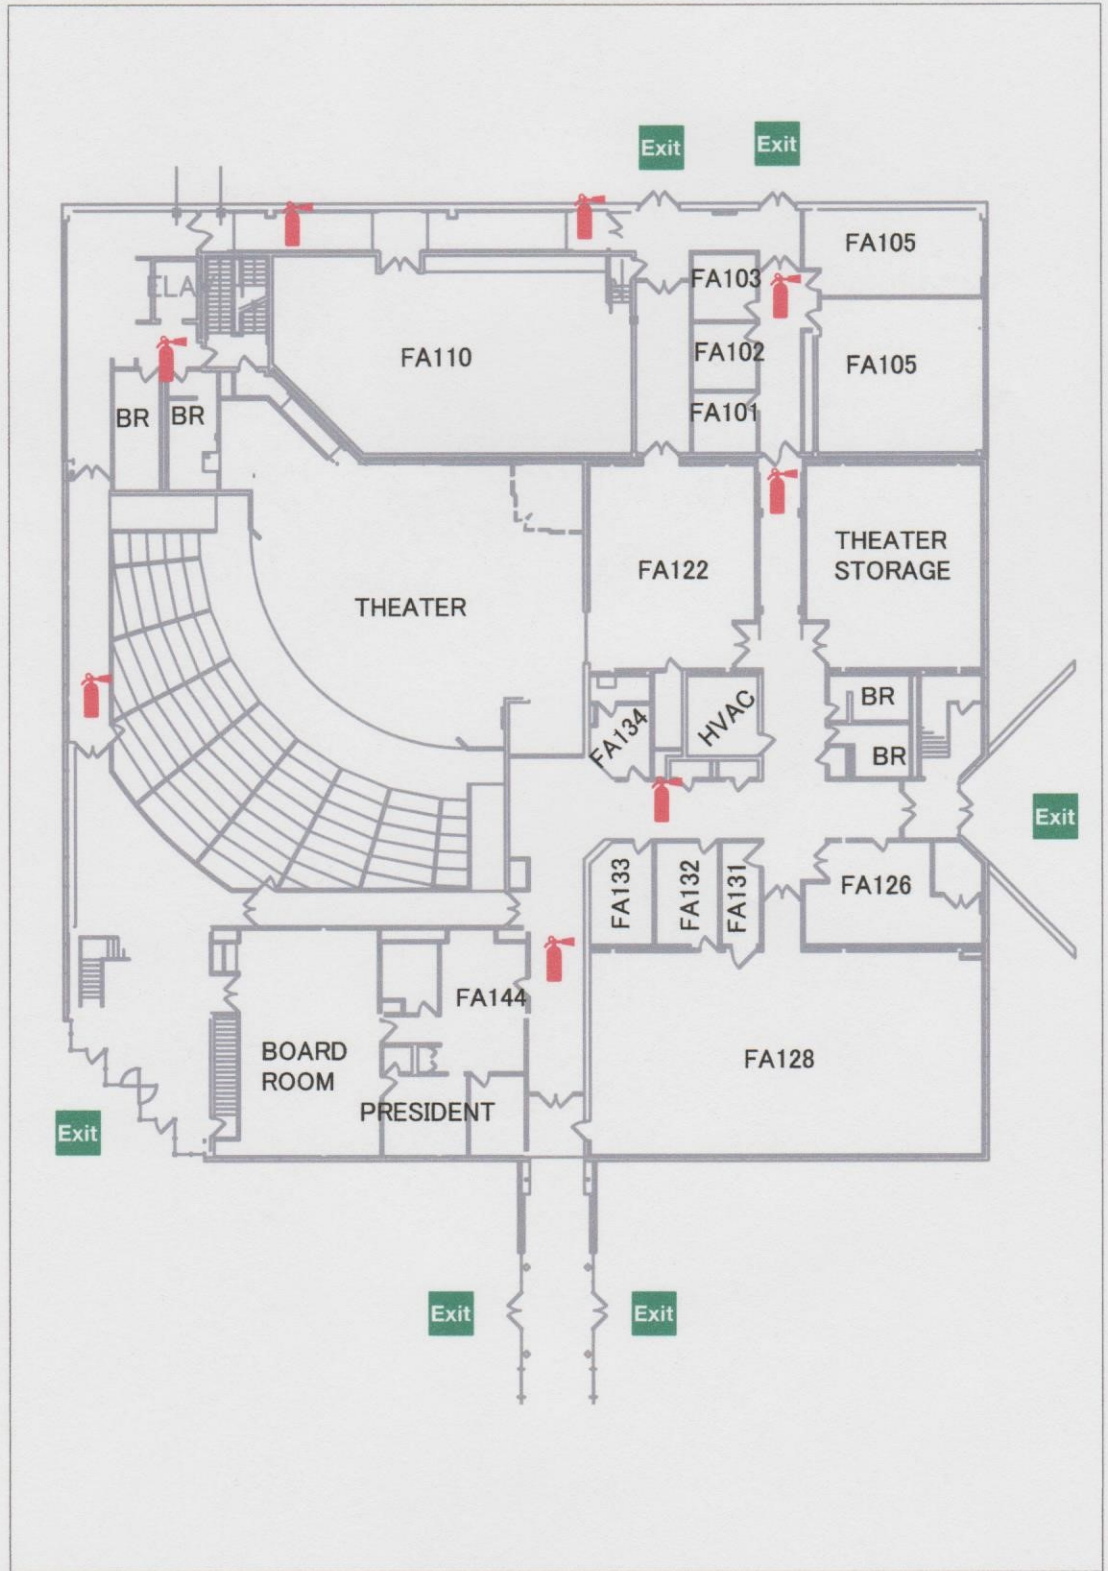 Exit
Exit
FA105
FA103
FA110
FA102
FA105
BR
BR
FA101
THEATER
STORAGE
FA122
THEATER
BR
HVAC
FA134
BR
Exit
FA133
FA132
FA131
FA126
FA144
BOARD
ROOM
FA128
PRESIDENT
Exit
Exit
Exit